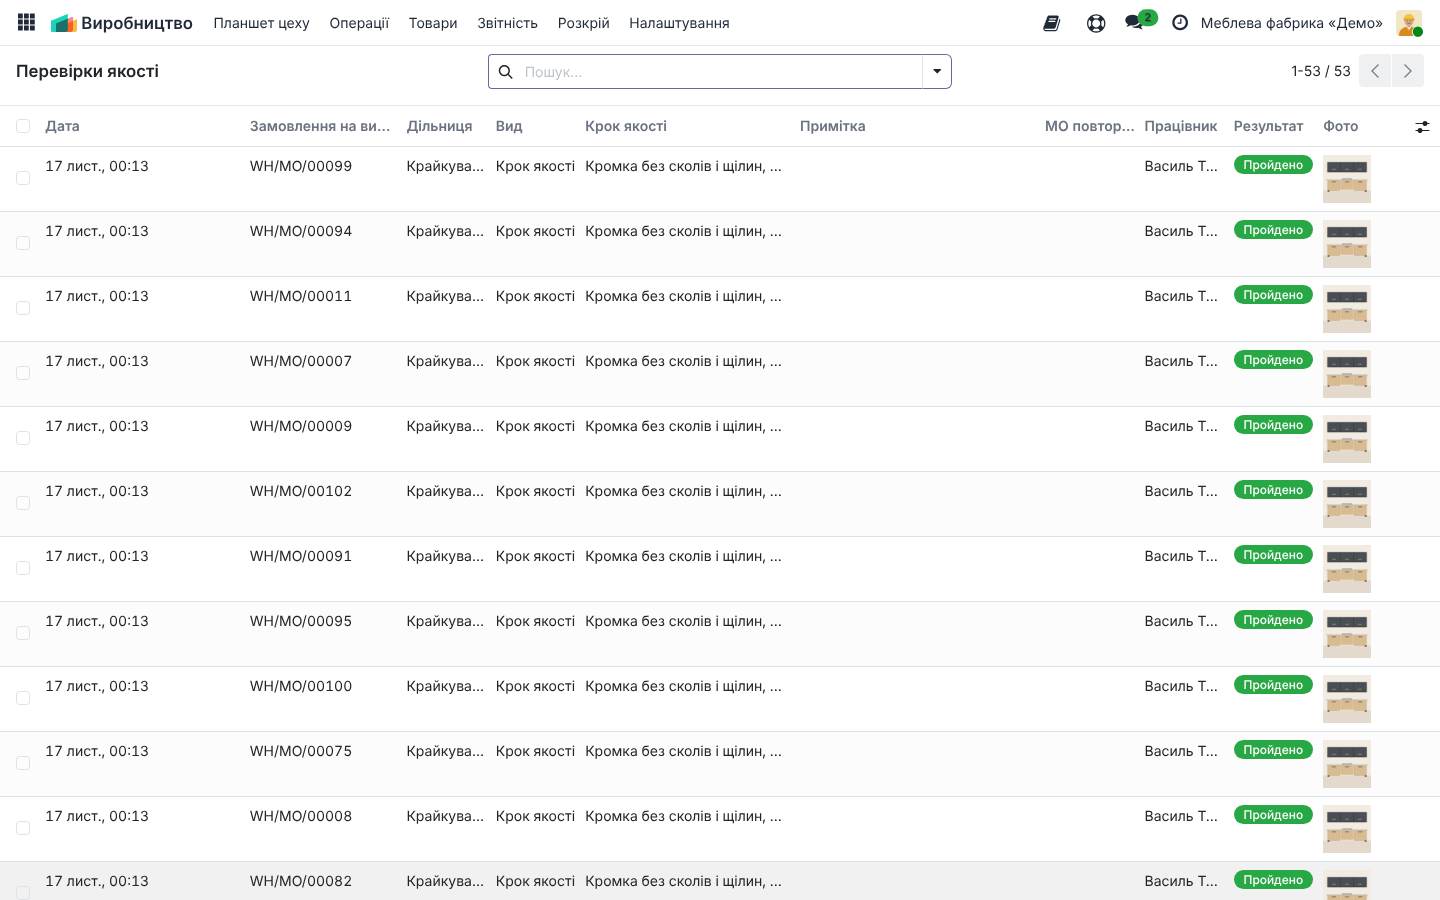 Виробництво Планшет цеху Операції Товари Звітність Розкрій Налаштування 2 Меблева фабрика «Демо»
Перевірки якості Пошук... 1-53 / 53
Дата Замовлення на ви... Дільниця Вид Крок якості Примітка МО повтор... Працівник Результат Фото
17 лист., 00:13 WH/MO/00099 Крайкува... Крок якості Кромка без сколів і щілин, ... Василь Т... Пройдено
17 лист., 00:13 WH/MO/00094 Крайкува... Крок якості Кромка без сколів і щілин, ... Василь Т... Пройдено
17 лист., 00:13 WH/MO/00011 Крайкува... Крок якості Кромка без сколів і щілин, ... Василь Т... Пройдено
17 лист., 00:13 WH/MO/00007 Крайкува... Крок якості Кромка без сколів і щілин, ... Василь Т... Пройдено
17 лист., 00:13 WH/MO/00009 Крайкува... Крок якості Кромка без сколів і щілин, ... Василь Т... Пройдено
17 лист., 00:13 WH/MO/00102 Крайкува... Крок якості Кромка без сколів і щілин, ... Василь Т... Пройдено
17 лист., 00:13 WH/MO/00091 Крайкува... Крок якості Кромка без сколів і щілин, ... Василь Т... Пройдено
17 лист., 00:13 WH/MO/00095 Крайкува... Крок якості Кромка без сколів і щілин, ... Василь Т... Пройдено
17 лист., 00:13 WH/MO/00100 Крайкува... Крок якості Кромка без сколів і щілин, ... Василь Т... Пройдено
17 лист., 00:13 WH/MO/00075 Крайкува... Крок якості Кромка без сколів і щілин, ... Василь Т... Пройдено
17 лист., 00:13 WH/MO/00008 Крайкува... Крок якості Кромка без сколів і щілин, ... Василь Т... Пройдено
17 лист., 00:13 WH/MO/00082 Крайкува... Крок якості Кромка без сколів і щілин, ... Василь Т... Пройдено